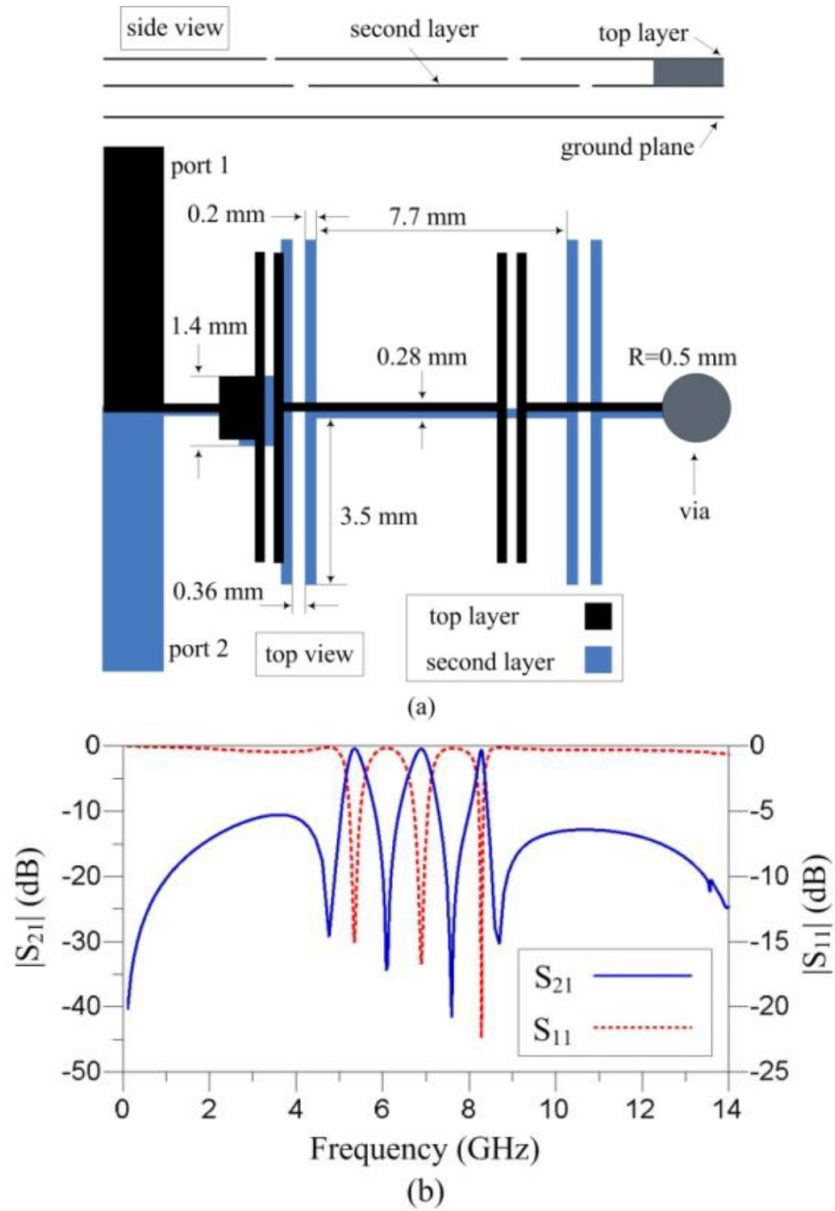 side view
second layer
top layer
ground plane
port 1
0.2 mm
7.7 mm
1.4 mm
0.28 mm
R=0.5 mm
3.5 mm
via
0.36 mm
top layer
second layer
port 2
top view
(a)
0
-10
-20
-30
-40
-50
|S21| (dB)
0
-5
-10
-15
-20
-25
|S11| (dB)
S21
S11
0 2 4 6 8 10 12 14
Frequency (GHz)
(b)